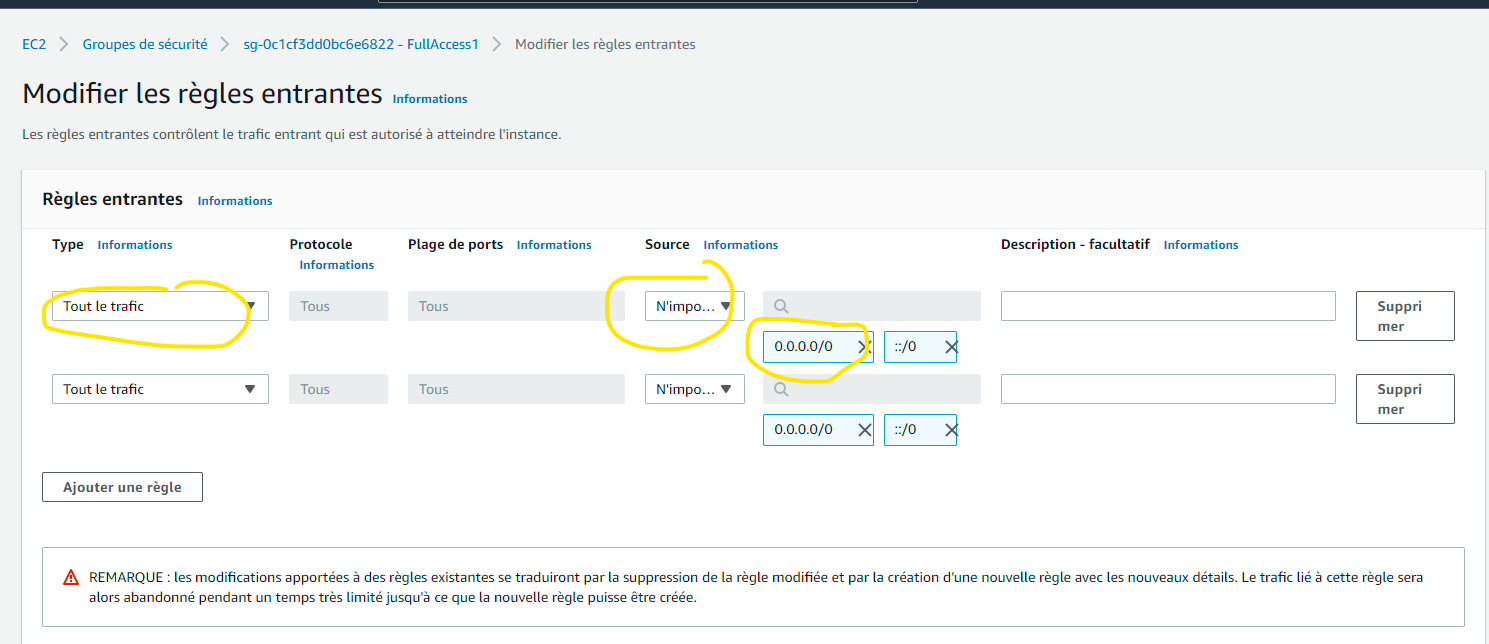 EC2 > Groupes de sécurité > sg-0c1cf3dd0bc6e6822 - FullAccess1 > Modifier les règles entrantes
Modifier les règles entrantes Informations
Les règles entrantes contrôlent le trafic entrant qui est autorisé à atteindre l'instance.
Règles entrantes Informations
Type Informations Protocole Informations Plage de ports Informations Source Informations Description - facultatif Informations
Tout le trafic Tous Tous N'impo... Supprimer
0.0.0.0/0 ::/0
Tout le trafic Tous Tous N'impo... Supprimer
0.0.0.0/0 ::/0
Ajouter une règle
REMARQUE : les modifications apportées à des règles existantes se traduiront par la suppression de la règle modifiée et par la création d'une nouvelle règle avec les nouveaux détails. Le trafic lié à cette règle sera
alors abandonné pendant un temps très limité jusqu'à ce que la nouvelle règle puisse être créée.